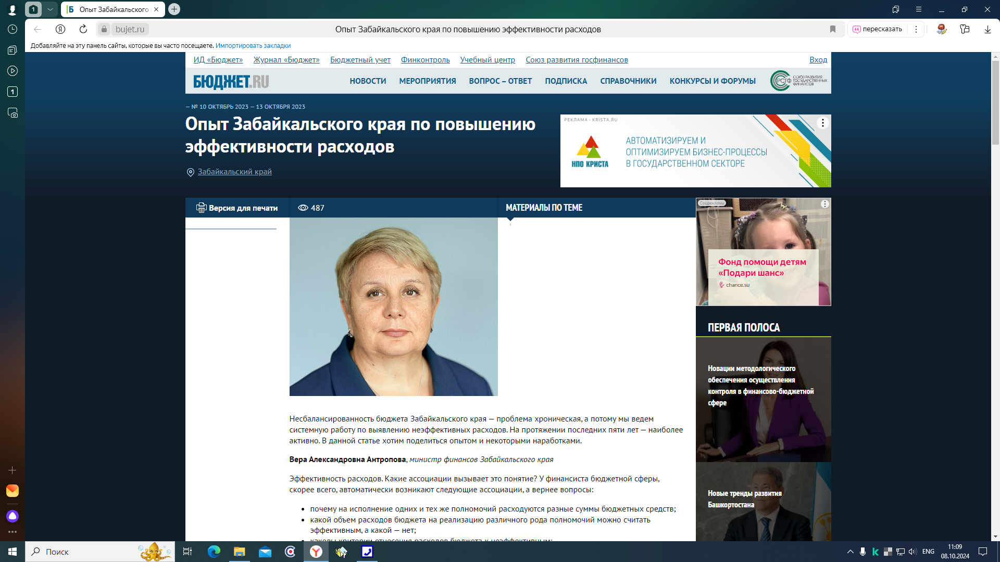 1
Опыт Забайкальского
bujet.ru
Опыт Забайкальского края по повышению эффективности расходов
пересказать
Добавляйте на эту панель сайты, которые вы часто посещаете. Импортировать закладки
1
ИД «Бюджет» Журнал «Бюджет» Бюджетный учет Финконтроль Учебный центр Союз развития госфинансов Вход
БЮДЖЕТ.RU НОВОСТИ МЕРОПРИЯТИЯ ВОПРОС – ОТВЕТ ПОДПИСКА СПРАВОЧНИКИ КОНКУРСЫ И ФОРУМЫ
РСГФ
СОЮЗ РАЗВИТИЯ
ГОСУДАРСТВЕННЫХ
ФИНАНСОВ
— № 10 ОКТЯБРЬ 2023 — 13 ОКТЯБРЯ 2023
Опыт Забайкальского края по повышению
эффективности расходов
Забайкальский край
РЕКЛАМА • KRISTA.RU
НПО КРИСТА
АВТОМАТИЗИРУЕМ И
ОПТИМИЗИРУЕМ БИЗНЕС-ПРОЦЕССЫ
В ГОСУДАРСТВЕННОМ СЕКТОРЕ
Версия для печати
487
МАТЕРИАЛЫ ПО ТЕМЕ
Соцреклама
Фонд помощи детям
«Подари шанс»
chance.su
ПЕРВАЯ ПОЛОСА
Новации методологического
обеспечения осуществления
контроля в финансово-бюджетной
сфере
Новые тренды развития
Башкортостана
Несбалансированность бюджета Забайкальского края — проблема хроническая, а потому мы ведем
системную работу по выявлению неэффективных расходов. На протяжении последних пяти лет — наиболее
активно. В данной статье хотим поделиться опытом и некоторыми наработками.
Вера Александровна Антропова, министр финансов Забайкальского края
Эффективность расходов. Какие ассоциации вызывает это понятие? У финансиста бюджетной сферы,
скорее всего, автоматически возникают следующие ассоциации, а вернее вопросы:
• почему на исполнение одних и тех же полномочий расходуются разные суммы бюджетных средств;
• какой объем расходов бюджета на реализацию различного рода полномочий можно считать
эффективным, а какой — нет;
• каковы критерии отнесения расходов бюджета к неэффективным;
Поиск
ENG
11:09
08.10.2024